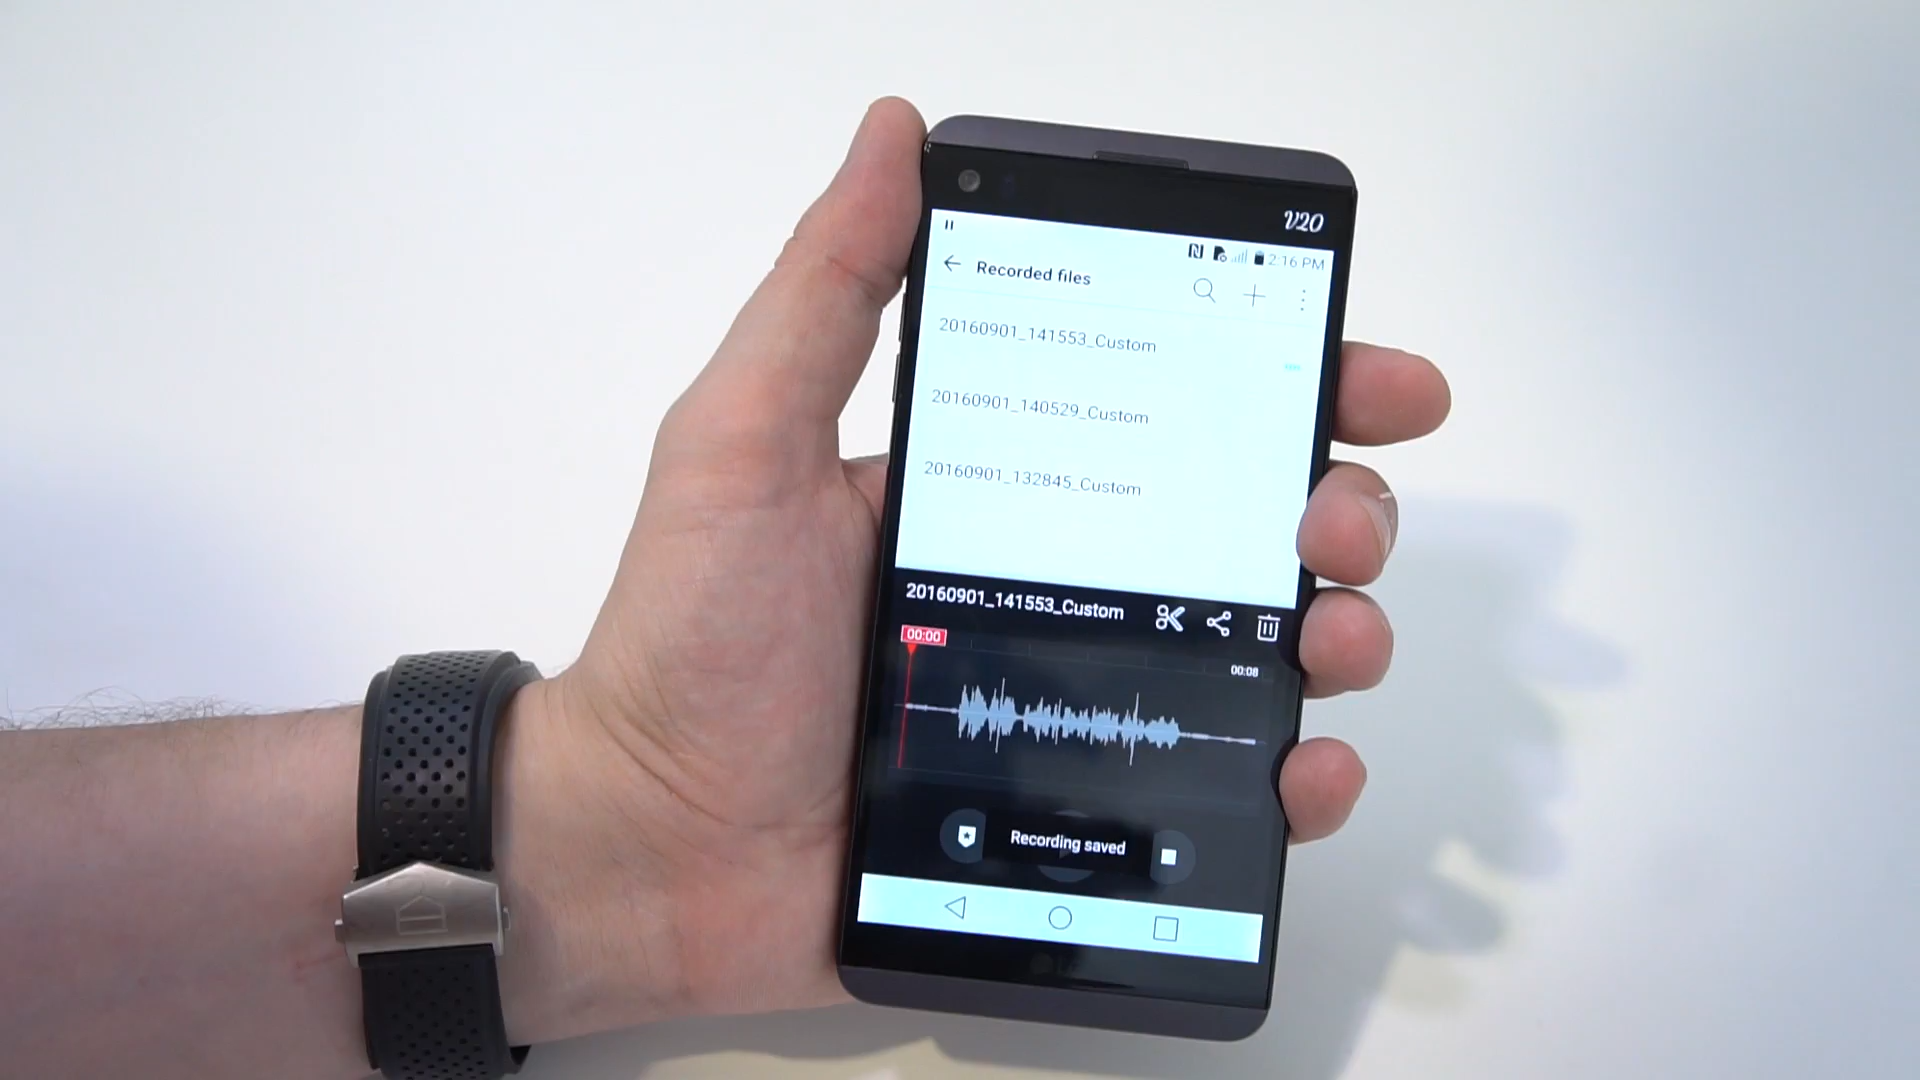 V20
2:16 PM
Recorded files
20160901_141553_Custom
20160901_140529_Custom
20160901_132845_Custom
20160901_141553_Custom
00:00
00:08
Recording saved